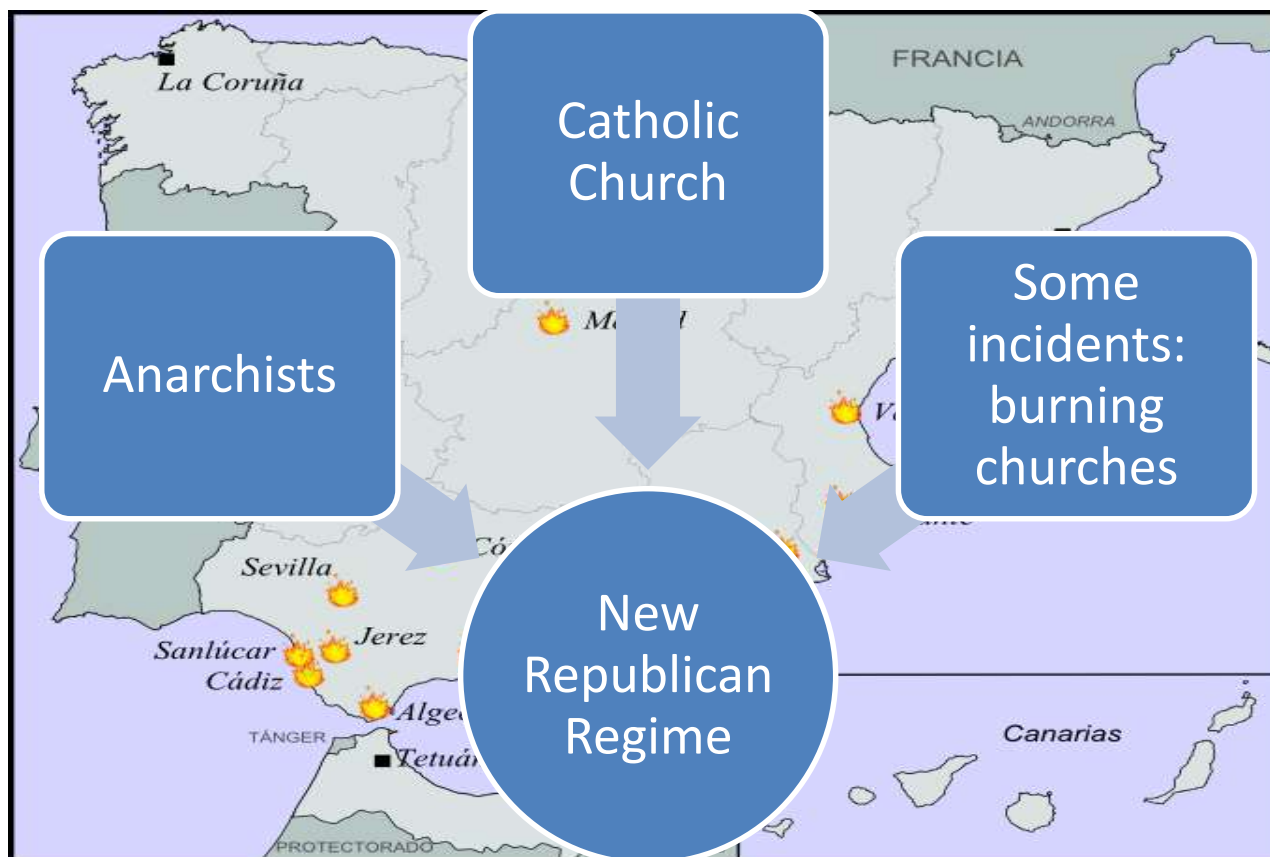 La Coruña
FRANCIA
ANDORRA
Catholic
Church
Anarchists
Some
incidents:
burning
churches
Sevilla
Jerez
Sanlúcar
Cádiz
TÁNGER
New
Republican
Regime
Canarias
PROTECTORADO